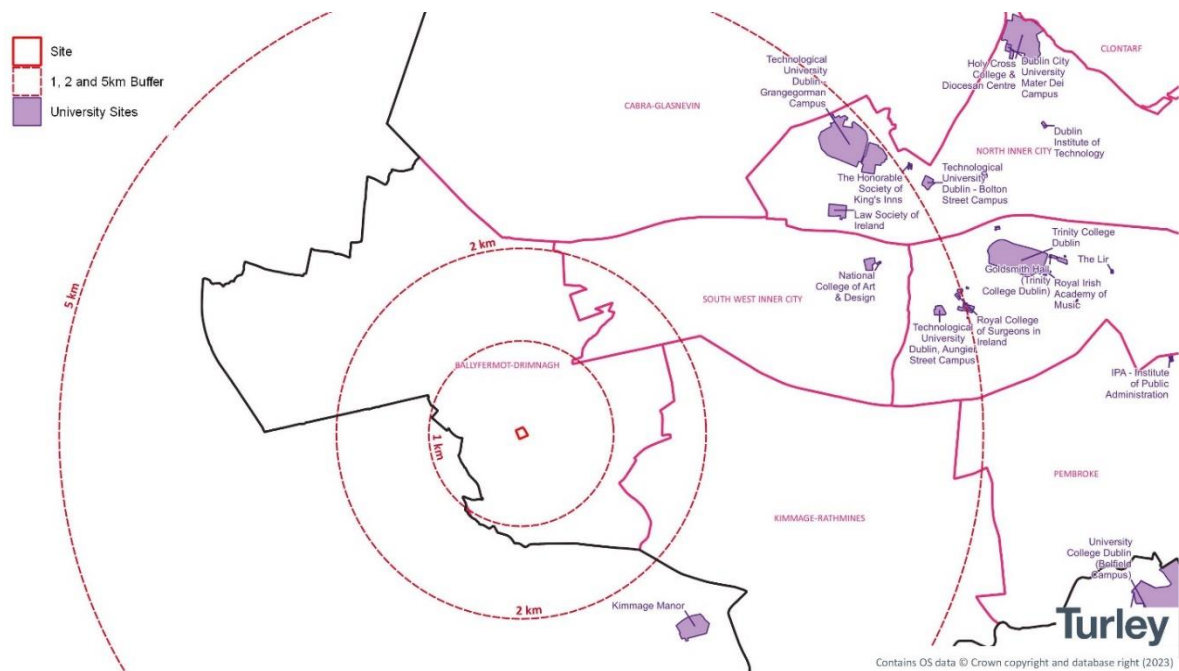 Site
1, 2 and 5km Buffer
University Sites
Technological
University
Dublin -
Grangegorman
Campus
CABRA-GLASNEVIN
Holy Cross
College &
Diocesan Centre
Dublin City
University
Mater Dei
Campus
CLONTARF
Dublin
Institute of
Technology
NORTH INNER CITY
The Honorable
Society of
King's Inns
Technological
University
Dublin - Bolton
Street Campus
Law Society of
Ireland
5 km
2 km
Trinity College
Dublin
The Lir
Goldsmith Hall
(Trinity
College Dublin)
Royal Irish
Academy of
Music
National
College of Art
& Design
SOUTH WEST INNER CITY
Technological
University
Dublin, Aungier
Street Campus
Royal College
of Surgeons in
Ireland
BALLYFERMOT-DRIMNAGH
IPA - Institute
of Public
Administration
1 km
PEMBROKE
KIMMAGE-RATHMINES
University
College Dublin
(Belfield
Campus)
Kimmage Manor
2 km
Turley
Contains OS data © Crown copyright and database right (2023)